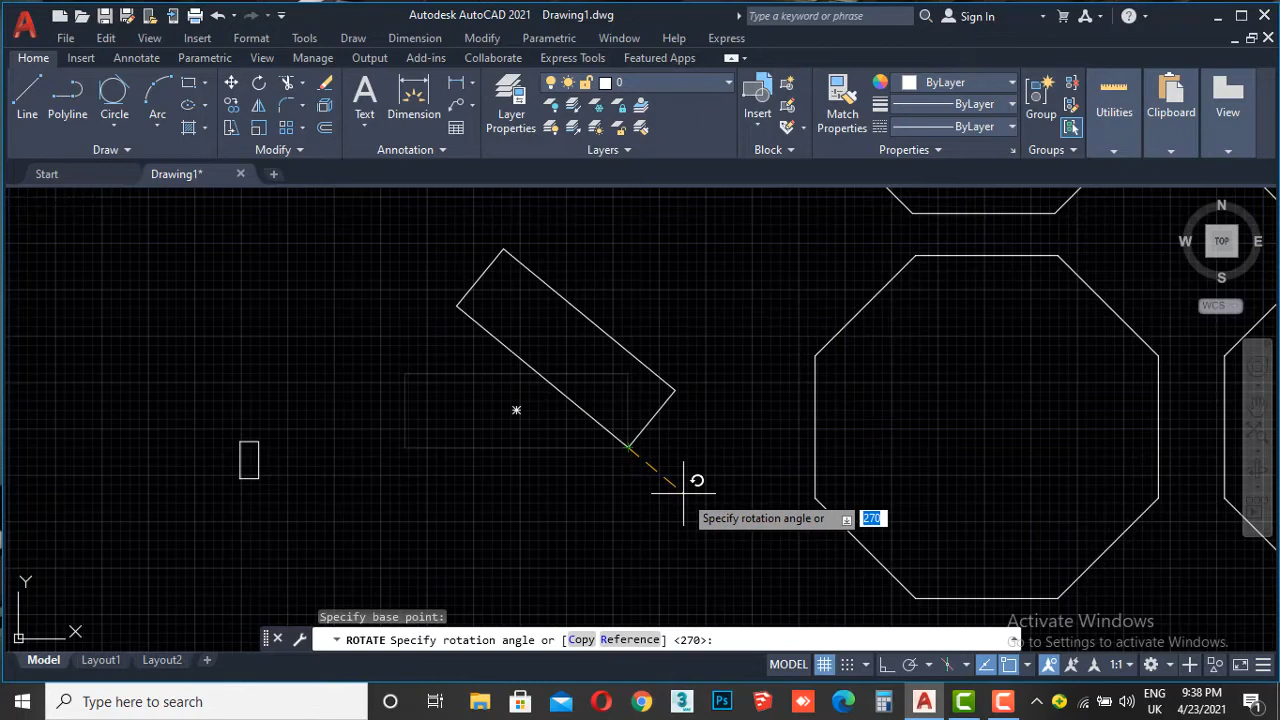 Autodesk AutoCAD 2021 Drawing1.dwg Type a keyword or phrase Sign In
File Edit View Insert Format Tools Draw Dimension Modify Parametric Window Help Express
Home Insert Annotate Parametric View Manage Output Add-ins Collaborate Express Tools Featured Apps
0 ByLayer
ByLayer
ByLayer
Line Polyline Circle Arc Text Dimension Layer Properties Insert Match Properties Group Utilities Clipboard View
Draw Modify Annotation Layers Block Properties Groups
Start Drawing1*
N
W TOP E
S
WCS
Specify rotation angle or 270
Y
X
Specify base point:
ROTATE Specify rotation angle or [Copy Reference] <270>:
Activate Windows
Go to Settings to activate Windows.
Model Layout1 Layout2 MODEL 1:1
Type here to search ENG 9:38 PM
UK 4/23/2021
1